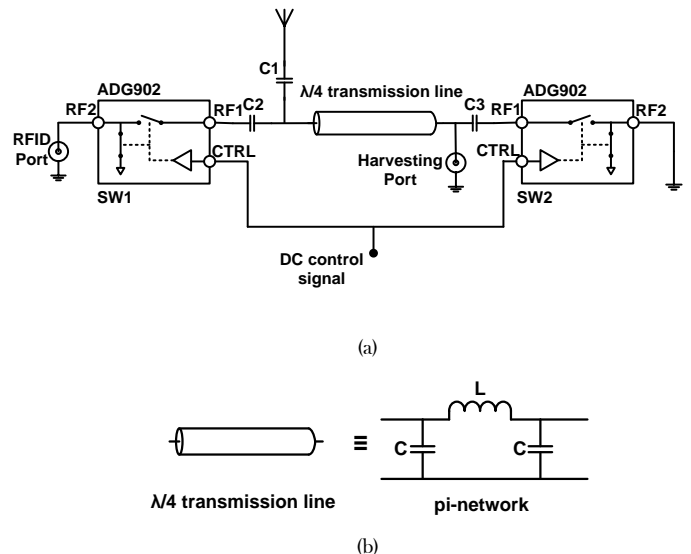 C1
λ/4 transmission line
ADG902
ADG902
RF2
RF1
C2
C3
RF1
RF2
RFID
Port
CTRL
CTRL
Harvesting
Port
SW1
SW2
DC control
signal
(a)
L
C
C
≡
λ/4 transmission line
pi-network
(b)